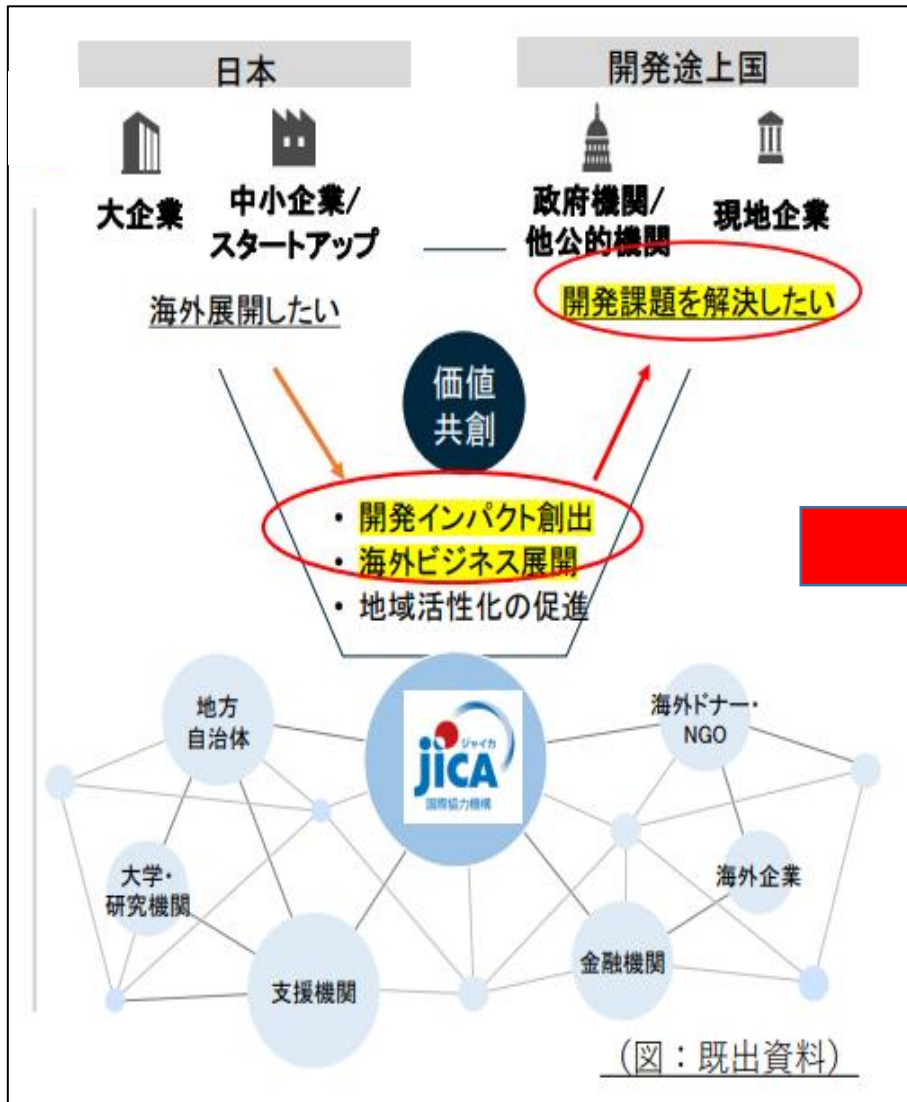 日本
開発途上国
大企業
中小企業/
スタートアップ
政府機関/
他公的機関
現地企業
海外展開したい
開発課題を解決したい
価値
共創
・ 開発インパクト創出
・ 海外ビジネス展開
・ 地域活性化の促進
地方
自治体
海外ドナー・
NGO
ジャイカ
JICA
国際協力機構
大学・
研究機関
海外企業
支援機関
金融機関
（図：既出資料）